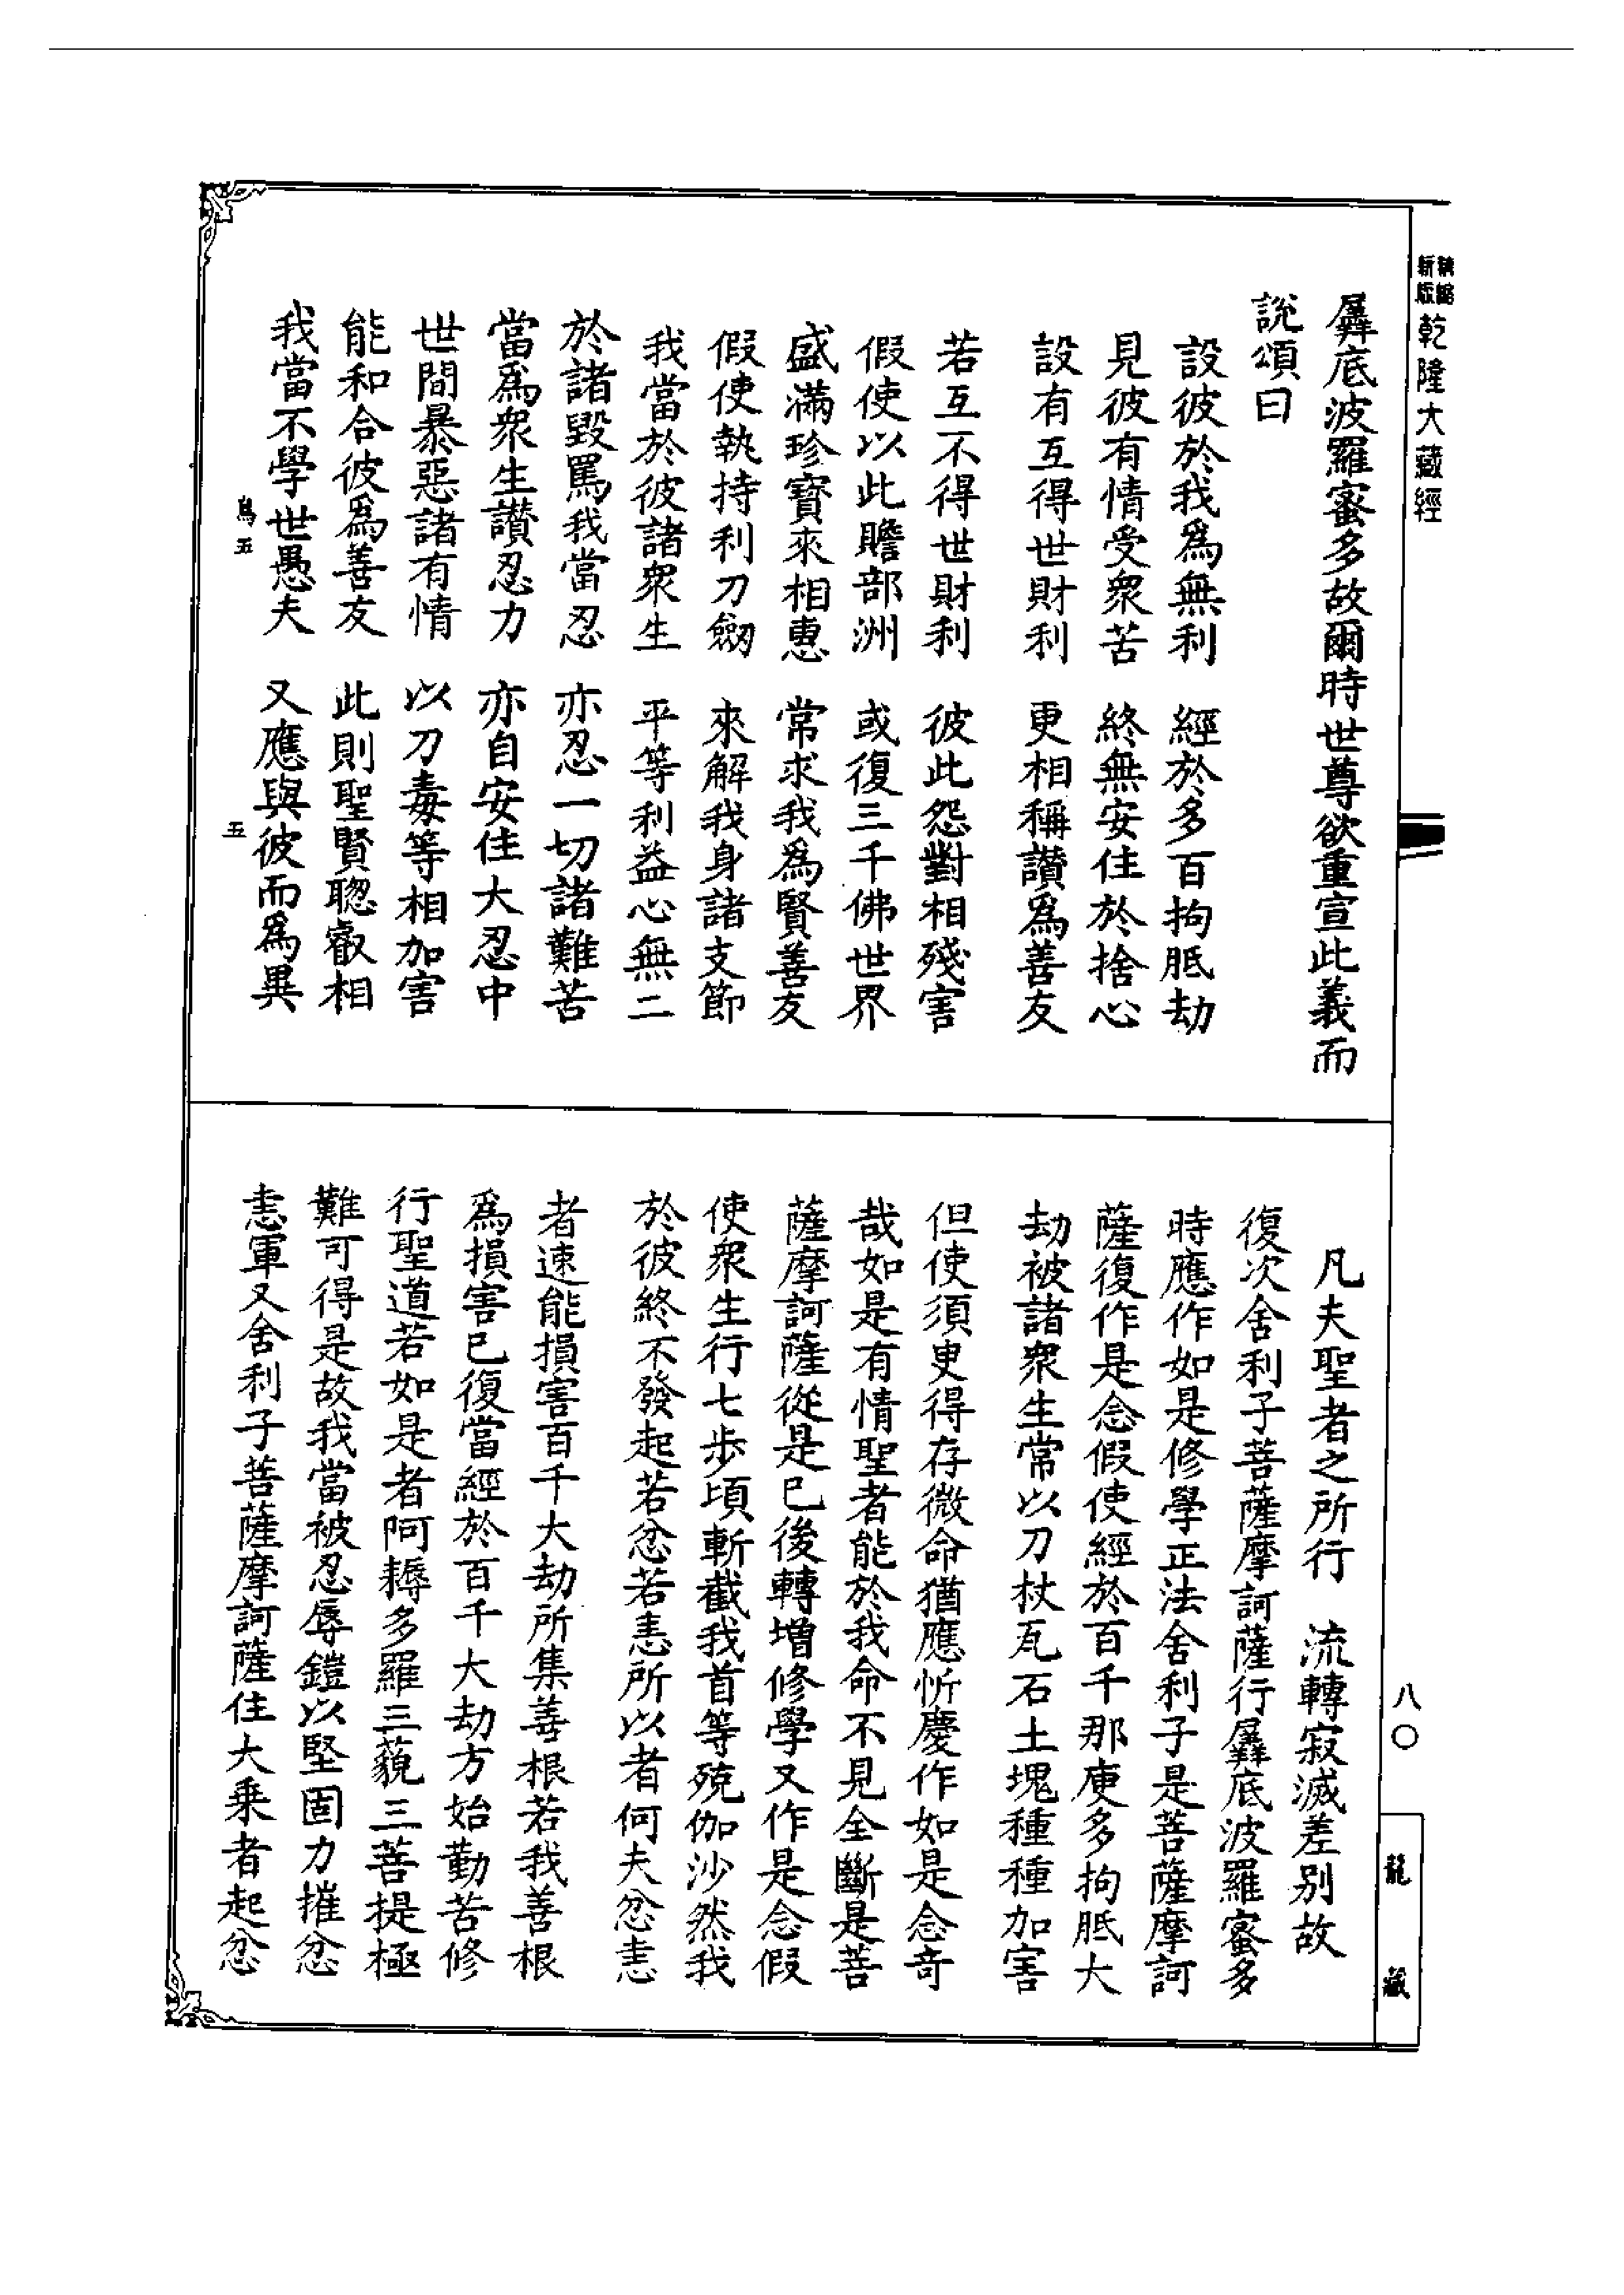 新版
精縮
乾隆大藏經
羼底波羅蜜多故爾時世尊欲重宣此義而
說頌曰
設彼於我爲無利　經於多百拘胝劫
見彼有情受衆苦　終無安住於捨心
設有互得世財利　更相稱讚爲善友
若互不得世財利　彼此怨對相殘害
假使以此贍部洲　或復三千佛世界
盛滿珍寶來相惠　常求我爲賢善友
假使執持利刀劒　來解我身諸支節
我當於彼諸衆生　平等利益心無二
於諸毀罵我當忍　亦忍一切諸難苦
當爲衆生讚忍力　亦自安住大忍中
世間暴惡諸有情　以刀毒等相加害
能和合彼爲善友　此則聖賢聰叡相
我當不學世愚夫　又應與彼而爲異
五
五
凡夫聖者之所行　流轉寂滅差別故
復次舍利子菩薩摩訶薩行羼底波羅蜜多
時應作如是修學正法舍利子是菩薩摩訶
薩復作是念假使經於百千那庾多拘胝大
劫被諸衆生常以刀杖瓦石土塊種種加害
但使須臾得存微命猶應忻慶作如是念奇
哉如是有情聖者能於我命不見全斷是菩
薩摩訶薩從是已後轉增修學又作是念假
使衆生行七步頃斬截我首等殑伽沙然我
於彼終不發起若忿若恚所以者何夫忿恚
者速能損害百千大劫所集善根若我善根
爲損害已復當經於百千大劫方始勤苦修
行聖道若如是者阿耨多羅三藐三菩提極
難可得是故我當被忍辱鎧以堅固力摧忿
恚軍又舍利子菩薩摩訶薩住大乘者起忿
八〇
龍藏